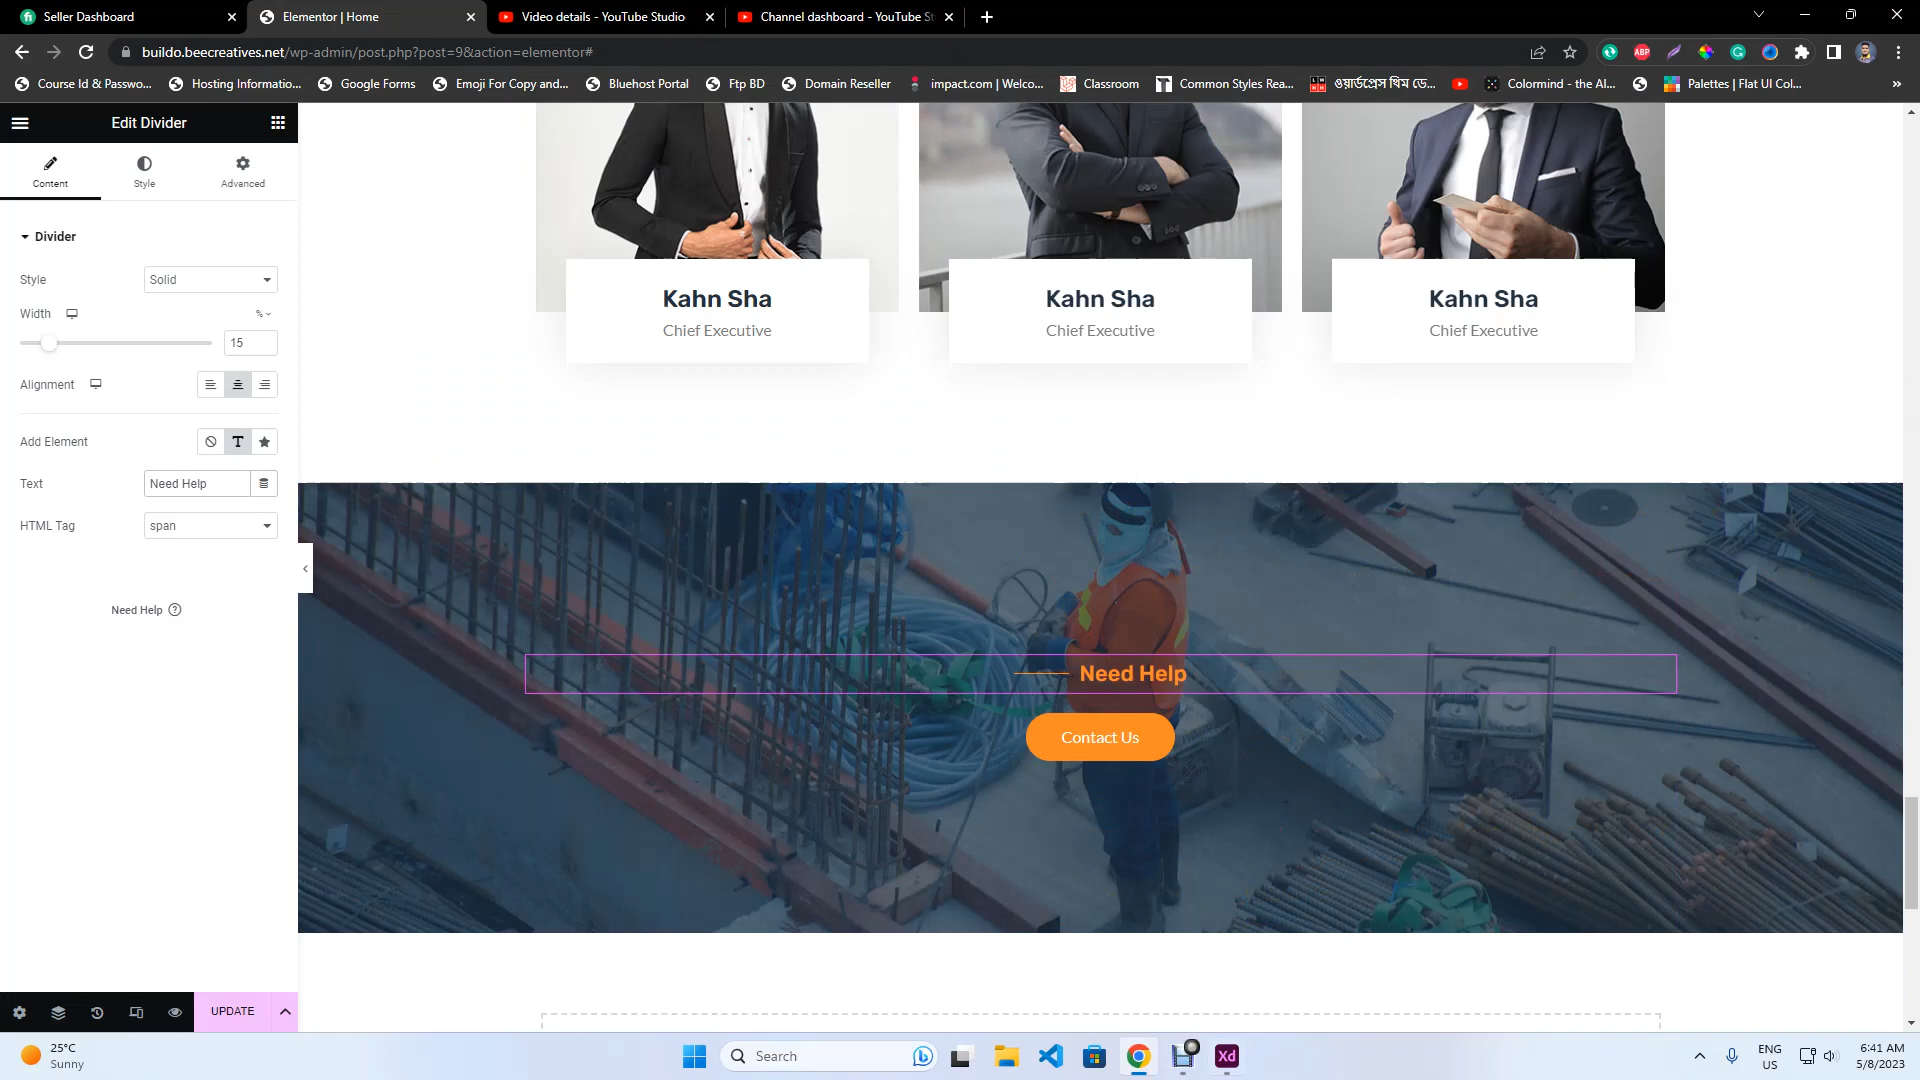 Seller Dashboard
Elementor | Home
Video details - YouTube Studio
Channel dashboard - YouTube St
buildo.beecreatives.net/wp-admin/post.php?post=9&action=elementor#
ABP
Course Id & Passwo...
Hosting Informatio...
Google Forms
Emoji For Copy and...
Bluehost Portal
Ftp BD
Domain Reseller
impact.com | Welco...
Classroom
Common Styles Rea...
ওয়ার্ডপ্রেস থিম ডে...
Colormind - the AI...
Palettes | Flat UI Col...
»
Edit Divider
Content
Style
Advanced
Divider
Style
Solid
Width
%
15
Alignment
Add Element
T
Text
Need Help
HTML Tag
span
Need Help ?
UPDATE
Kahn Sha
Chief Executive
Kahn Sha
Chief Executive
Kahn Sha
Chief Executive
Need Help
Contact Us
25°C
Sunny
Search
Xd
ENG
US
6:41 AM
5/8/2023